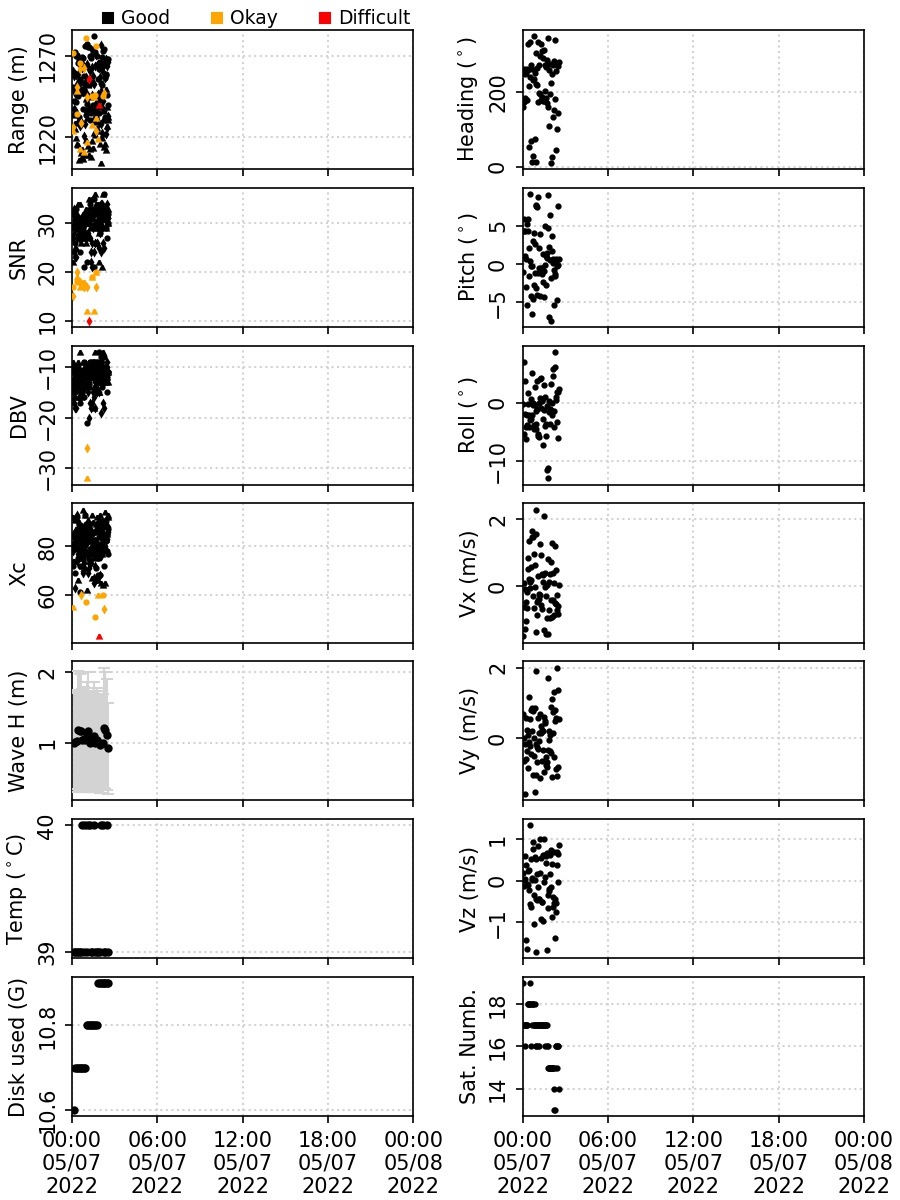 Good Okay Difficult
Range (m)
1270
1220
Heading (°)
200
0
SNR
30
20
10
Pitch (°)
5
0
−5
DBV
−10
−20
−30
Roll (°)
0
−10
Xc
80
60
Vx (m/s)
2
0
Wave H (m)
2
1
Vy (m/s)
2
0
Temp (°C)
40
39
Vz (m/s)
1
0
−1
Disk used (G)
10.8
10.6
Sat. Numb.
18
16
14
00:00 06:00 12:00 18:00 00:00
05/07 05/07 05/07 05/07 05/08
2022 2022 2022 2022 2022
00:00 06:00 12:00 18:00 00:00
05/07 05/07 05/07 05/07 05/08
2022 2022 2022 2022 2022